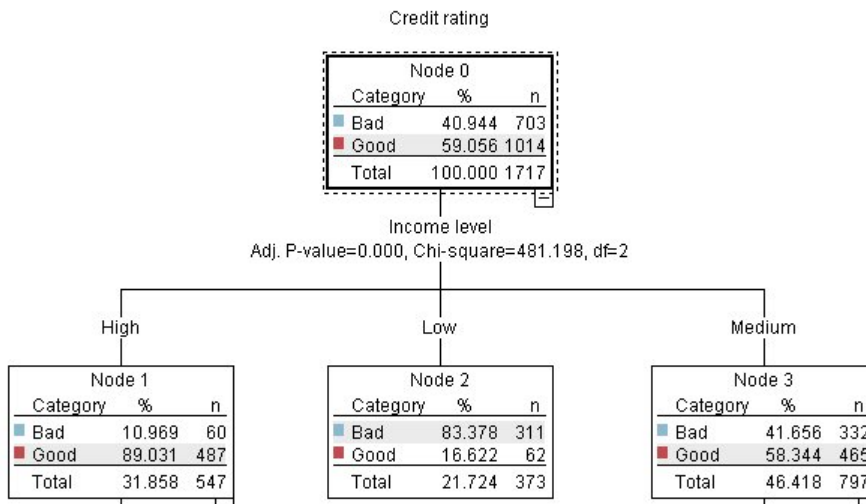 Credit rating
Node 0
Category % n
Bad 40.944 703
Good 59.056 1014
Total 100.000 1717
Income level
Adj. P-value=0.000, Chi-square=481.198, df=2
High
Low
Medium
Node 1
Category % n
Bad 10.969 60
Good 89.031 487
Total 31.858 547
Node 2
Category % n
Bad 83.378 311
Good 16.622 62
Total 21.724 373
Node 3
Category % n
Bad 41.656 332
Good 58.344 465
Total 46.418 797